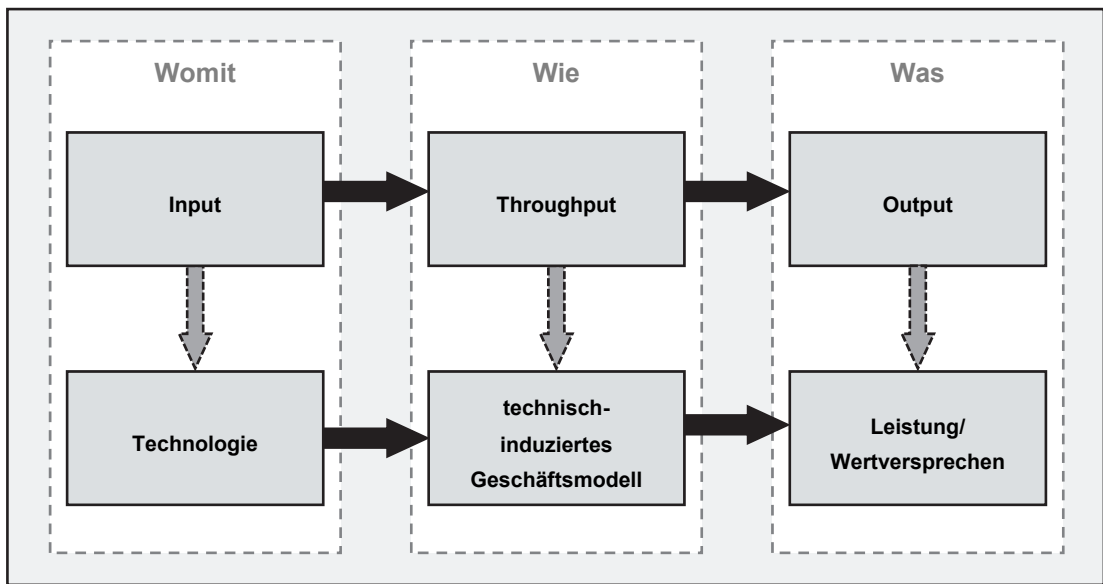 Womit
Wie
Was
Input
Throughput
Output
Technologie
technisch-
induziertes
Geschäftsmodell
Leistung/
Wertversprechen